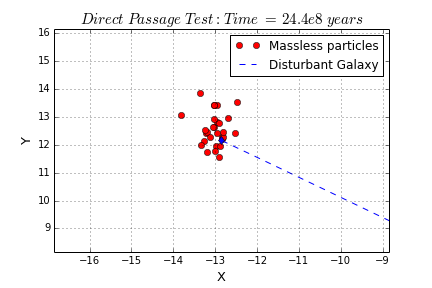 Direct Passage Test: Time = 24.4e8 years
Massless particles
Disturbant Galaxy
16
15
14
13
12
11
10
9
Y
−16 −15 −14 −13 −12 −11 −10 −9
X